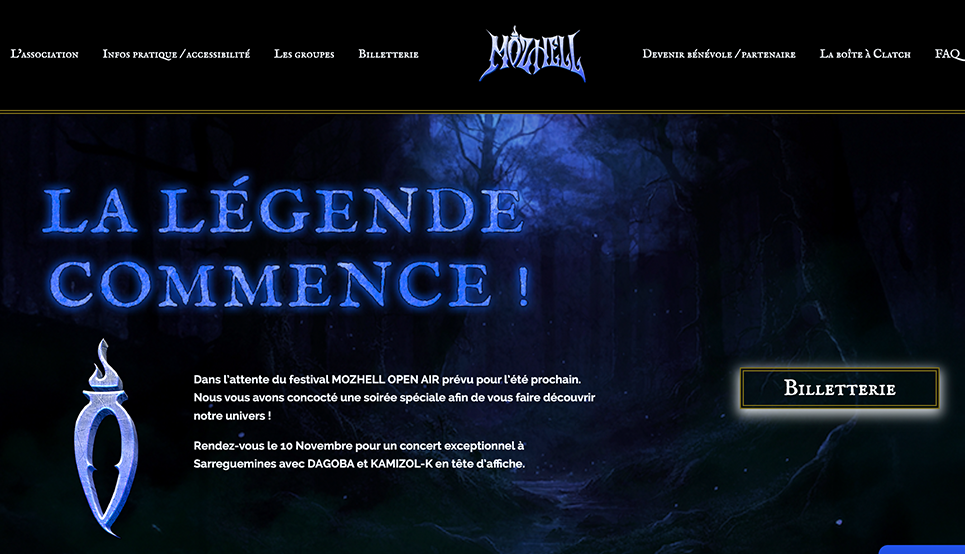 L'association Infos pratique / accessibilité Les groupes Billetterie MOZHELL Devenir bénévole / partenaire La boîte à Clatch FAQ
LA LÉGENDE
COMMENCE !
Dans l'attente du festival MOZHELL OPEN AIR prévu pour l'été prochain.
Nous vous avons concocté une soirée spéciale afin de vous faire découvrir
notre univers !
Billetterie
Rendez-vous le 10 Novembre pour un concert exceptionnel à
Sarreguemines avec DAGOBA et KAMIZOL-K en tête d'affiche.